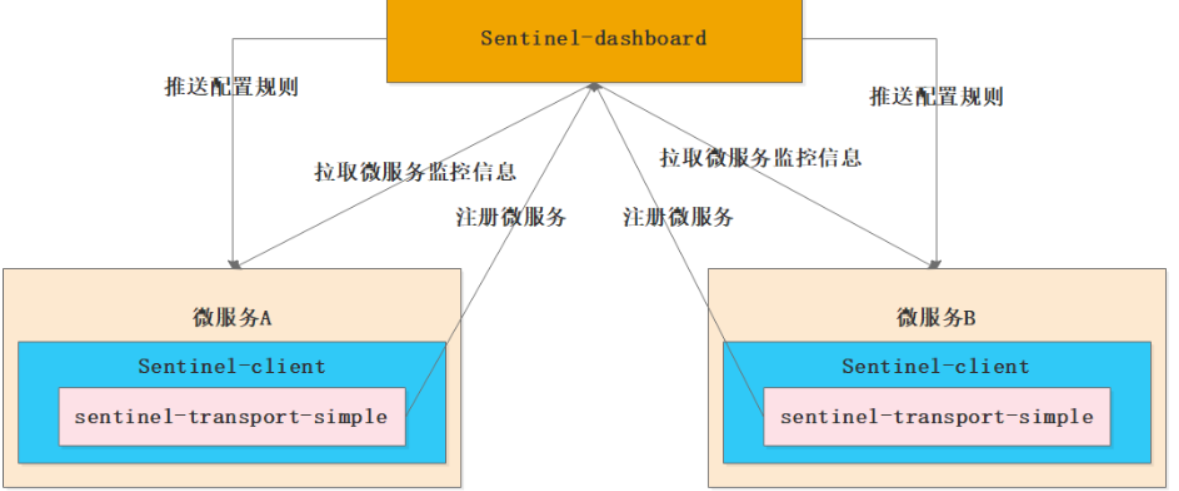 Sentinel-dashboard
推送配置规则
推送配置规则
拉取微服务监控信息
拉取微服务监控信息
注册微服务
注册微服务
微服务A
微服务B
Sentinel-client
Sentinel-client
sentinel-transport-simple
sentinel-transport-simple